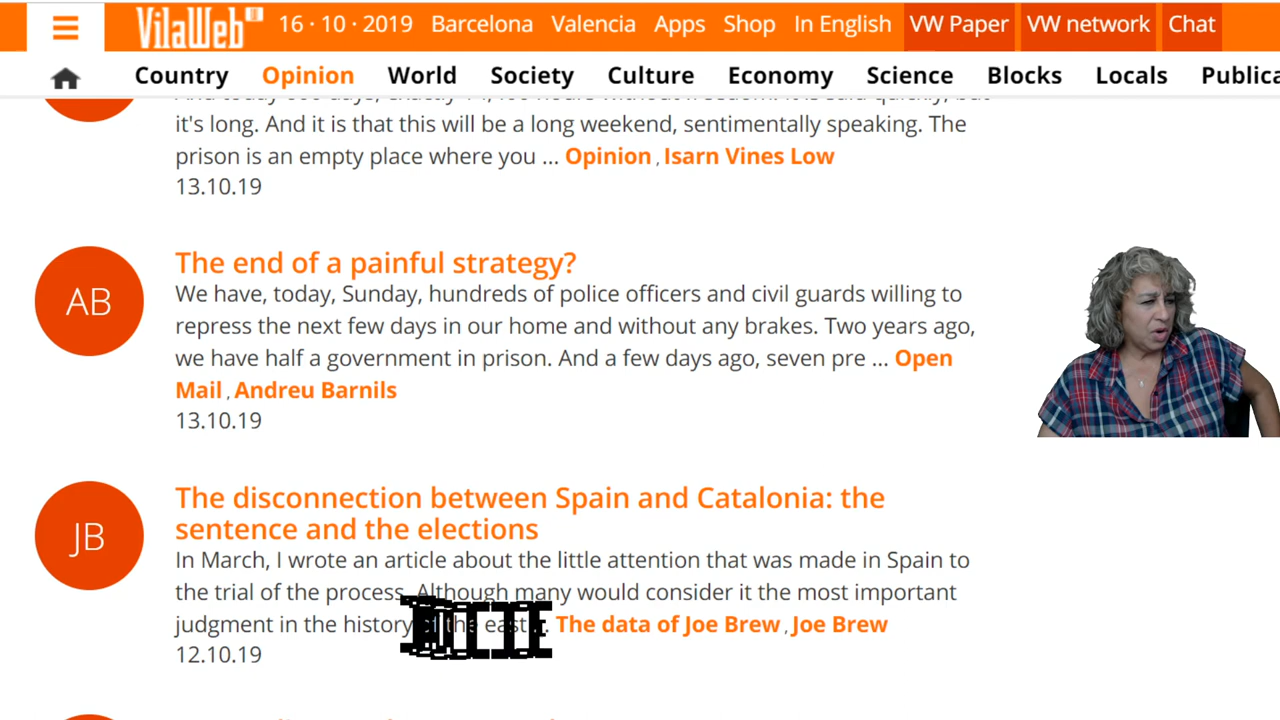 VilaWeb 16 · 10 · 2019 Barcelona Valencia Apps Shop In English VW Paper VW network Chat
Country Opinion World Society Culture Economy Science Blocks Locals
it's long. And it is that this will be a long weekend, sentimentally speaking. The
prison is an empty place where you ... Opinion , Isarn Vines Low
13.10.19
AB
The end of a painful strategy?
We have, today, Sunday, hundreds of police officers and civil guards willing to
repress the next few days in our home and without any brakes. Two years ago,
we have half a government in prison. And a few days ago, seven pre ... Open
Mail , Andreu Barnils
13.10.19
JB
The disconnection between Spain and Catalonia: the
sentence and the elections
In March, I wrote an article about the little attention that was made in Spain to
the trial of the process. Although many would consider it the most important
judgment in the history the The data of Joe Brew , Joe Brew
12.10.19